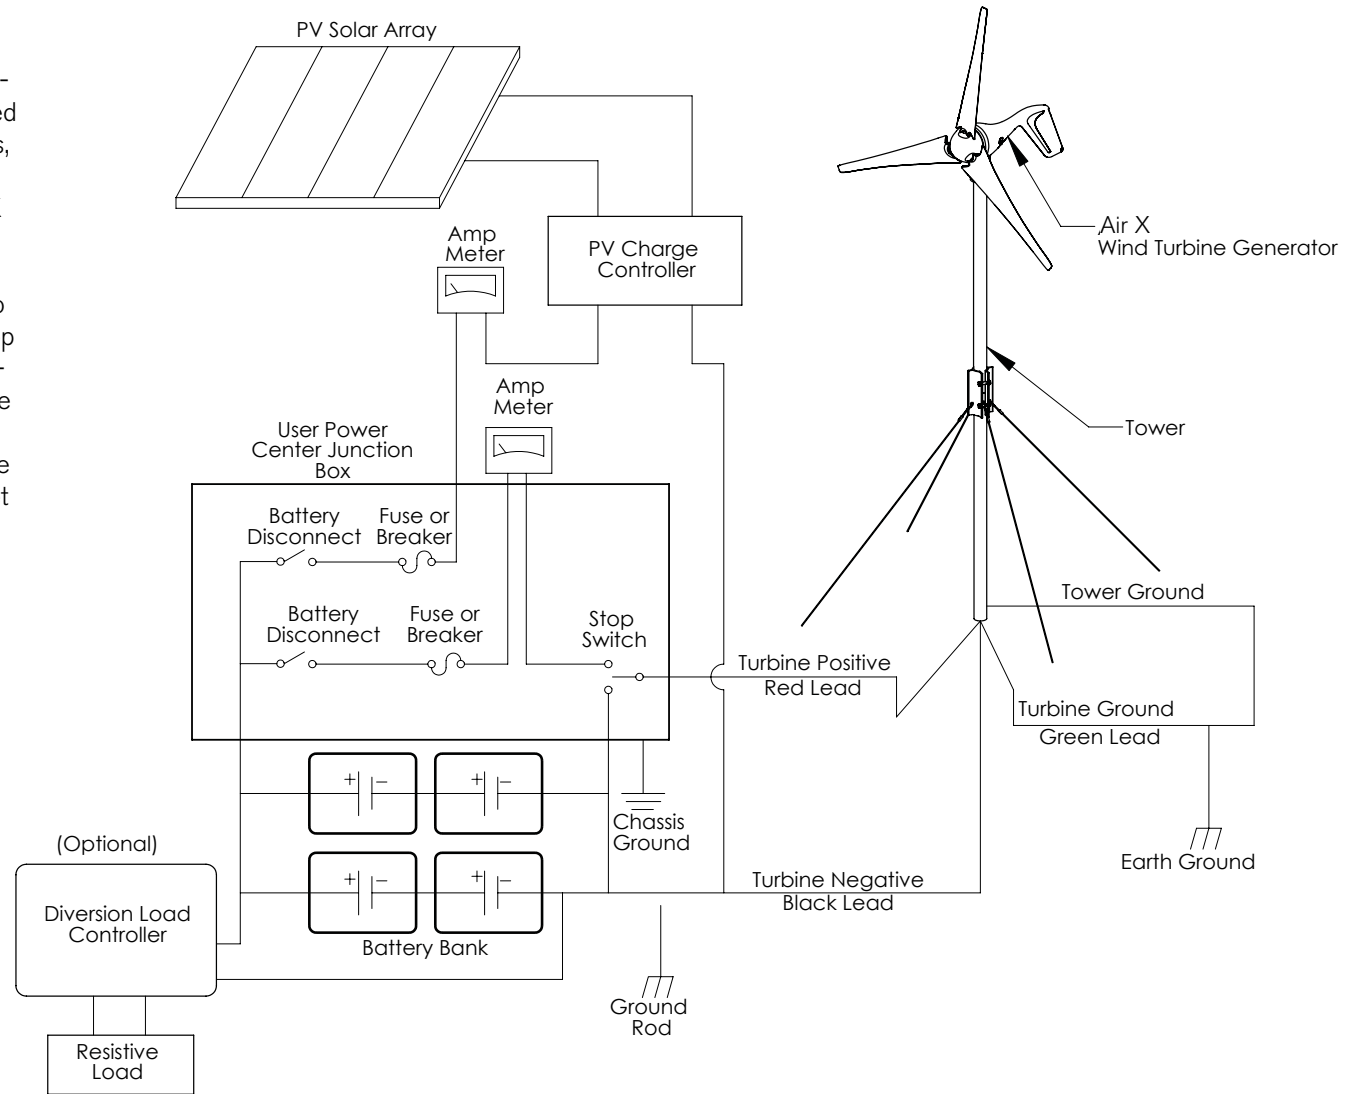 PV Solar Array
Amp
Meter
PV Charge
Controller
Air X
Wind Turbine Generator
Amp
Meter
Tower
User Power
Center Junction
Box
Battery
Disconnect
Fuse or
Breaker
Battery
Disconnect
Fuse or
Breaker
Stop
Switch
Tower Ground
Turbine Positive
Red Lead
Turbine Ground
Green Lead
+ –
+ –
Chassis
Ground
(Optional)
Earth Ground
+ –
+ –
Turbine Negative
Black Lead
Diversion Load
Controller
Battery Bank
Ground
Rod
Resistive
Load